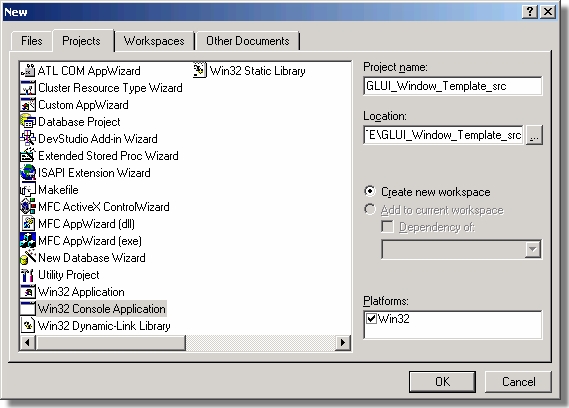 New
Files
Projects
Workspaces
Other Documents
ATL COM AppWizard
Cluster Resource Type Wizard
Custom AppWizard
Database Project
DevStudio Add-in Wizard
Extended Stored Proc Wizard
ISAPI Extension Wizard
Makefile
MFC ActiveX ControlWizard
MFC AppWizard (dll)
MFC AppWizard (exe)
New Database Wizard
Utility Project
Win32 Application
Win32 Console Application
Win32 Dynamic-Link Library
Win32 Static Library
Project name:
GLUI_Window_Template_src
Location:
E\GLUI_Window_Template_src
...
Create new workspace
Add to current workspace
Dependency of:
Platforms:
Win32
OK
Cancel